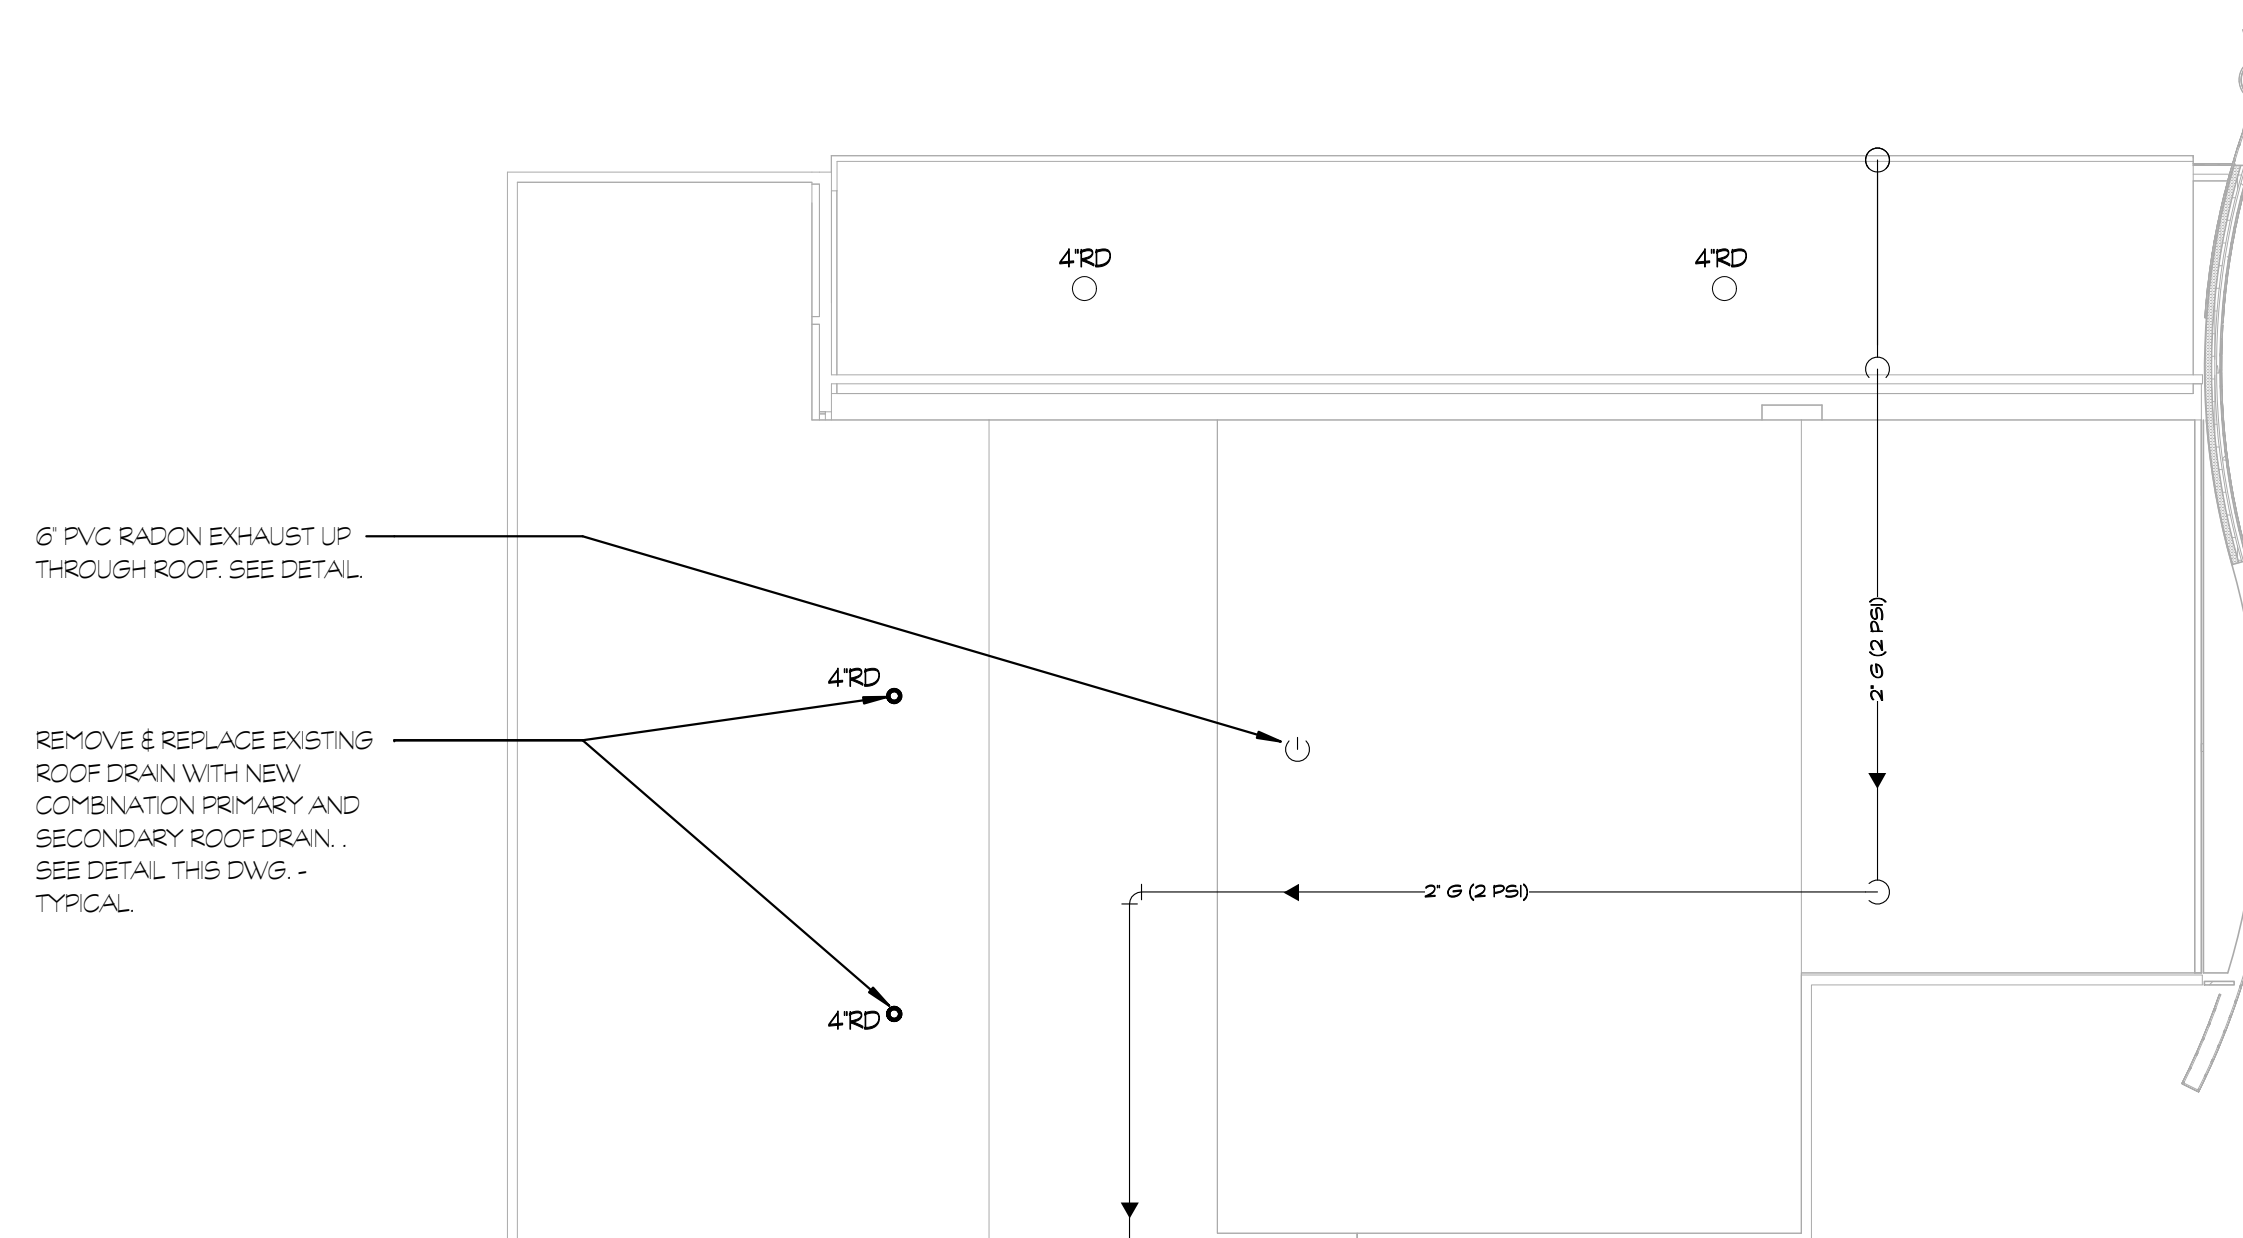 4"RD
4"RD
6" PVC RADON EXHAUST UP
THROUGH ROOF. SEE DETAIL.
2" G (2 PSI)
4"RD
REMOVE & REPLACE EXISTING
ROOF DRAIN WITH NEW
COMBINATION PRIMARY AND
SECONDARY ROOF DRAIN. .
SEE DETAIL THIS DWG. -
TYPICAL.
2" G (2 PSI)
4"RD